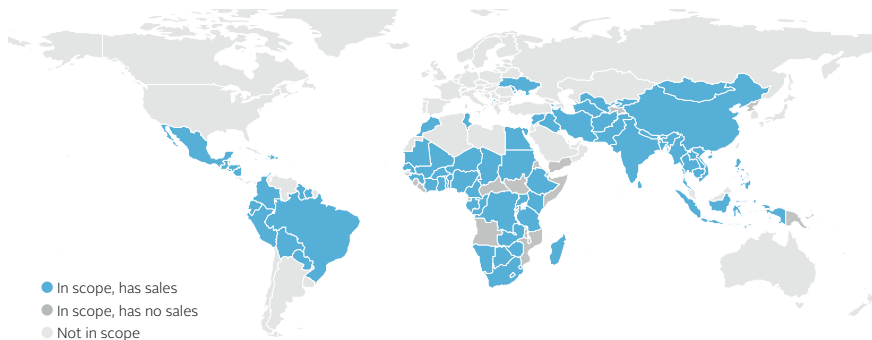 In scope, has sales
In scope, has no sales
Not in scope